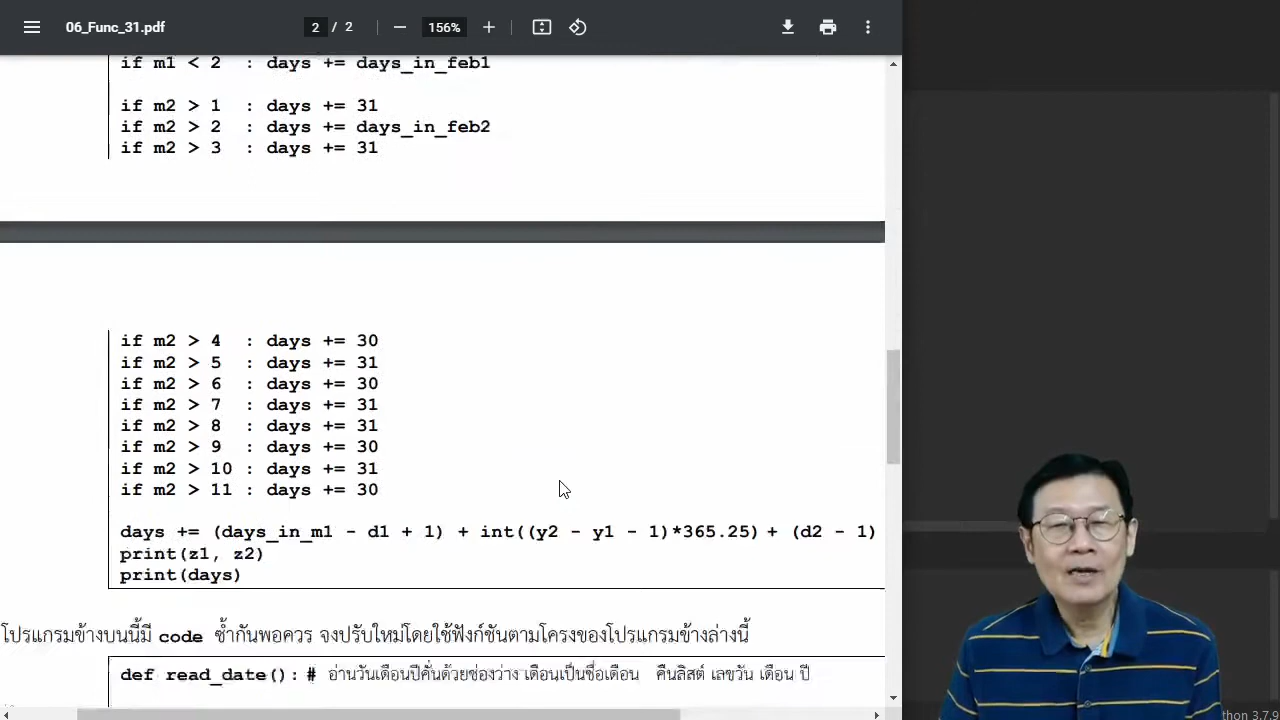 06_Func_31.pdf
2 / 2
156%
if m1 < 2 : days += days_in_feb1
if m2 > 1 : days += 31
if m2 > 2 : days += days_in_feb2
if m2 > 3 : days += 31
if m2 > 4 : days += 30
if m2 > 5 : days += 31
if m2 > 6 : days += 30
if m2 > 7 : days += 31
if m2 > 8 : days += 31
if m2 > 9 : days += 30
if m2 > 10 : days += 31
if m2 > 11 : days += 30
days += (days_in_m1 - d1 + 1) + int((y2 - y1 - 1)*365.25) + (d2 - 1)
print(z1, z2)
print(days)
โปรแกรมข้างบนนี้มี code ซ้ำกันพอควร จงปรับใหม่โดยใช้ฟังก์ชันตามโครงของโปรแกรมข้างล่างนี้
def read_date(): # อ่านวันเดือนปีคั่นด้วยช่องว่าง เดือนเป็นชื่อเดือน คืนลิสต์ เลขวัน เดือน ปี
thon 3.7.9